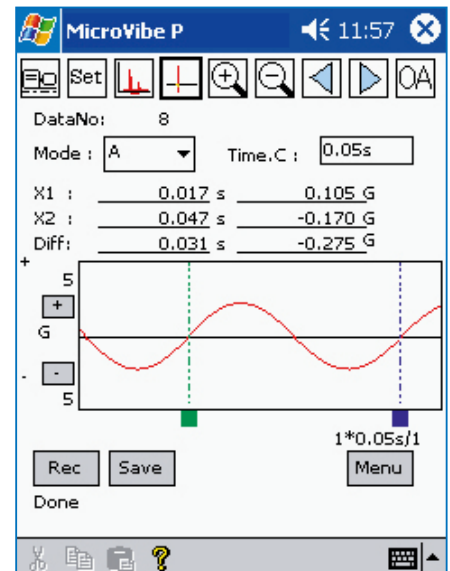 MicroVibe P 11:57
Set OA
DataNo: 8
Mode : A Time.C : 0.05s
X1 : 0.017 s 0.105 G
X2 : 0.047 s -0.170 G
Diff: 0.031 s -0.275 G
+
5
+
G
- -
5
1*0.05s/1
Rec Save Menu
Done
?